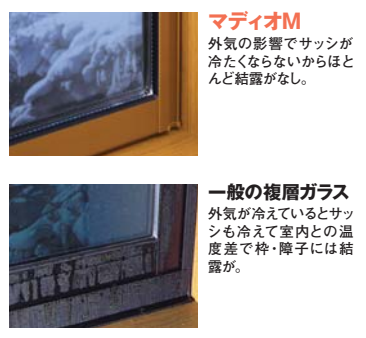 マディオM
外気の影響でサッシが
冷たくならないからほと
んど結露がなし。
一般の複層ガラス
外気が冷えているとサッ
シも冷えて室内との温
度差で枠・障子には結
露が。